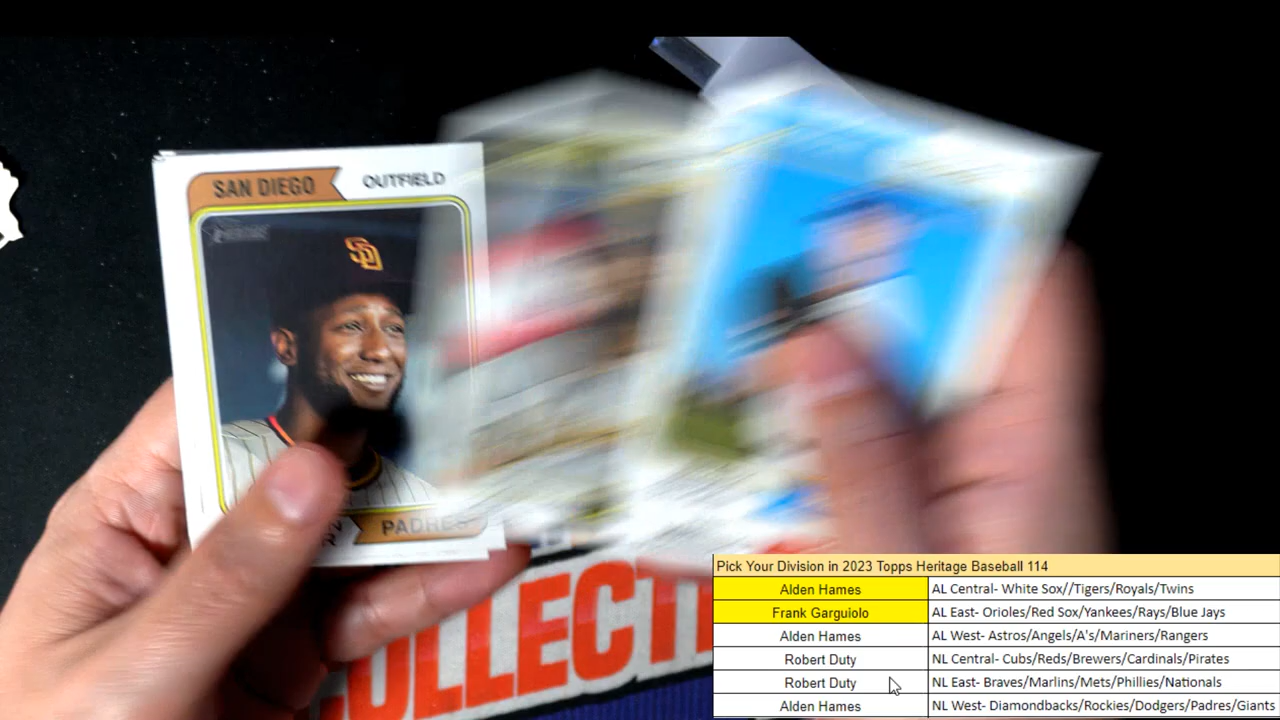 SAN DIEGO OUTFIELD
SD
PADRES
COLLECTI
Pick Your Division in 2023 Topps Heritage Baseball 114
Alden Hames AL Central- White Sox//Tigers/Royals/Twins
Frank Garguiolo AL East- Orioles/Red Sox/Yankees/Rays/Blue Jays
Alden Hames AL West- Astros/Angels/A's/Mariners/Rangers
Robert Duty NL Central- Cubs/Reds/Brewers/Cardinals/Pirates
Robert Duty NL East- Braves/Marlins/Mets/Phillies/Nationals
Alden Hames NL West- Diamondbacks/Rockies/Dodgers/Padres/Giants